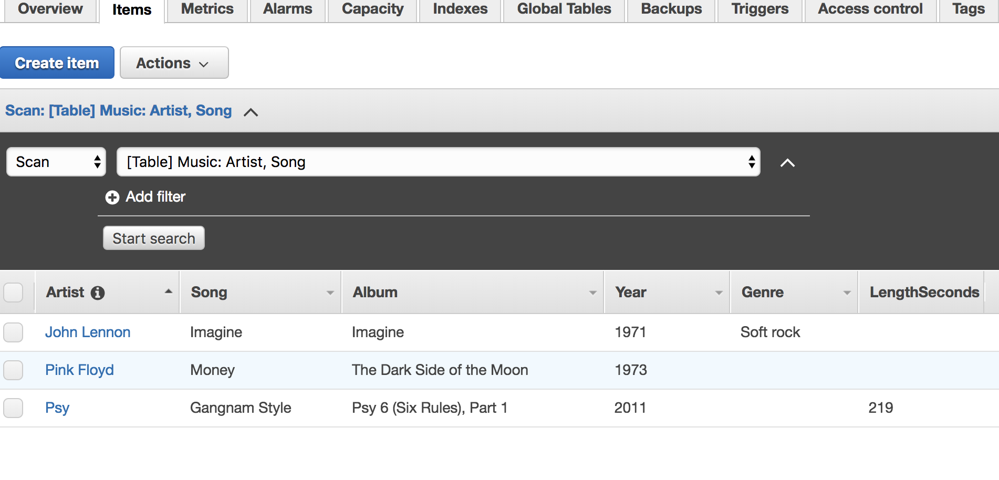 Overview Items Metrics Alarms Capacity Indexes Global Tables Backups Triggers Access control Tags
Create item Actions
Scan: [Table] Music: Artist, Song
Scan [Table] Music: Artist, Song
Add filter
Start search
Artist Song Album Year Genre LengthSeconds
John Lennon Imagine Imagine 1971 Soft rock
Pink Floyd Money The Dark Side of the Moon 1973
Psy Gangnam Style Psy 6 (Six Rules), Part 1 2011 219